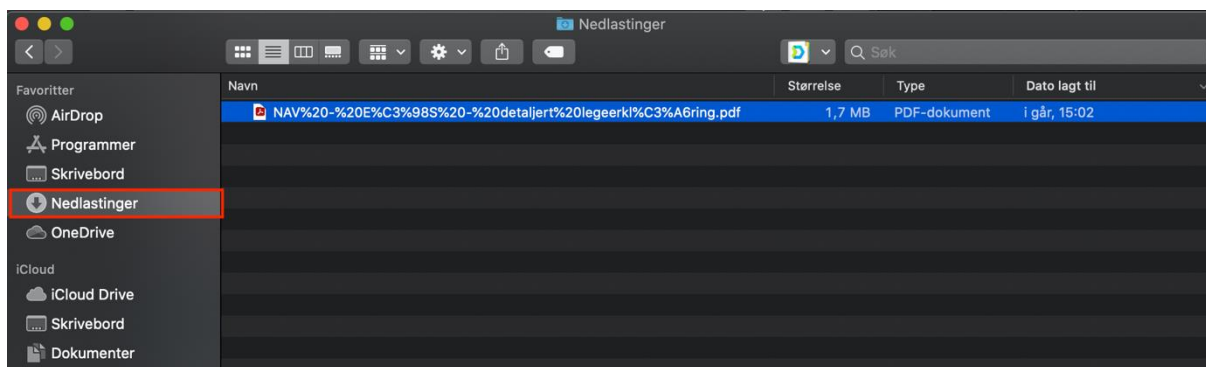 Nedlastinger
Søk
Favoritter
AirDrop
Programmer
Skrivebord
Nedlastinger
OneDrive
iCloud
iCloud Drive
Skrivebord
Dokumenter
Navn Størrelse Type Dato lagt til
NAV%20-%20E%C3%98S%20-%20detaljert%20legeerkl%C3%A6ring.pdf 1,7 MB PDF-dokument i går, 15:02